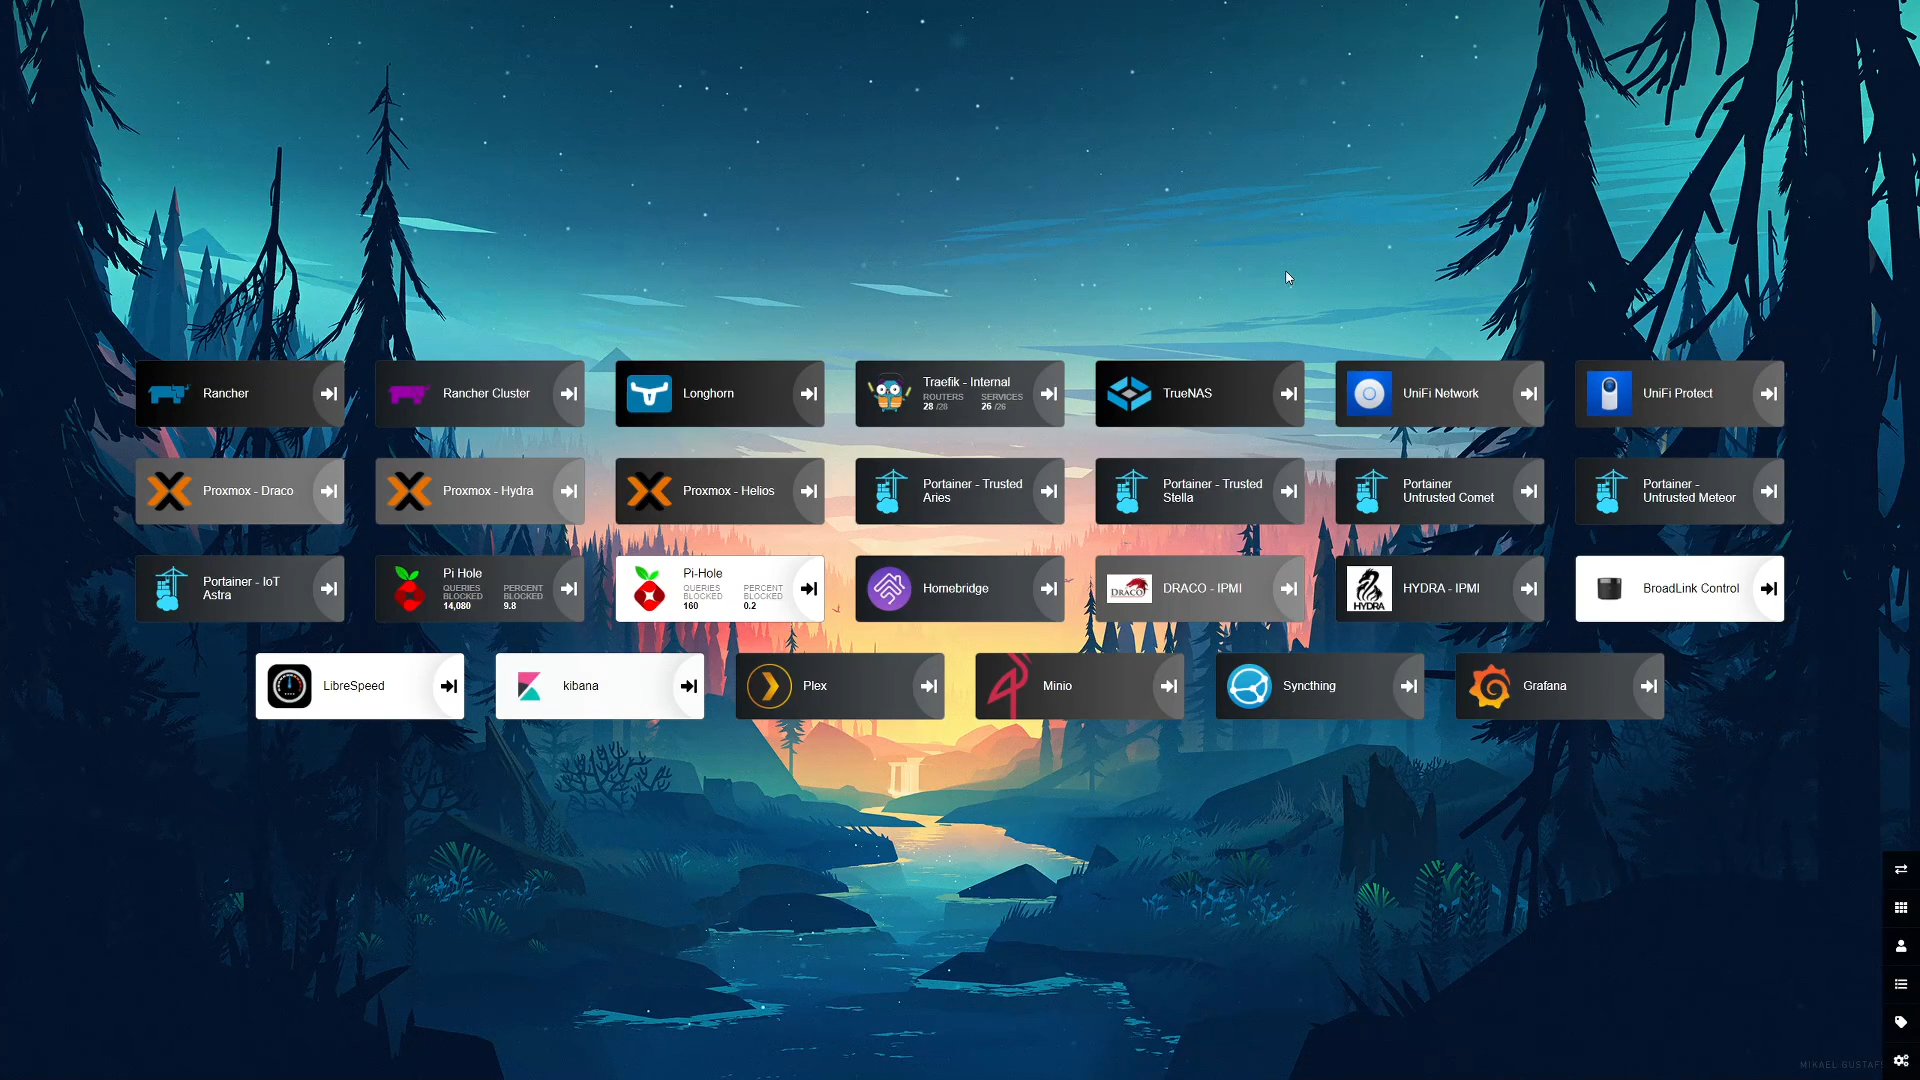 Rancher
Rancher Cluster
Longhorn
Traefik - Internal
ROUTERS SERVICES
28 /28 26 /26
TrueNAS
UniFi Network
UniFi Protect
Proxmox - Draco
Proxmox - Hydra
Proxmox - Helios
Portainer - Trusted
Aries
Portainer - Trusted
Stella
Portainer
Untrusted Comet
Portainer -
Untrusted Meteor
Portainer - IoT
Astra
Pi Hole
QUERIES PERCENT
BLOCKED BLOCKED
14,080 9.8
Pi-Hole
QUERIES PERCENT
BLOCKED BLOCKED
160 0.2
Homebridge
DRACO
DRACO - IPMI
HYDRA
HYDRA - IPMI
BroadLink Control
LibreSpeed
kibana
Plex
Minio
Syncthing
Grafana
MIKAEL GUSTAF